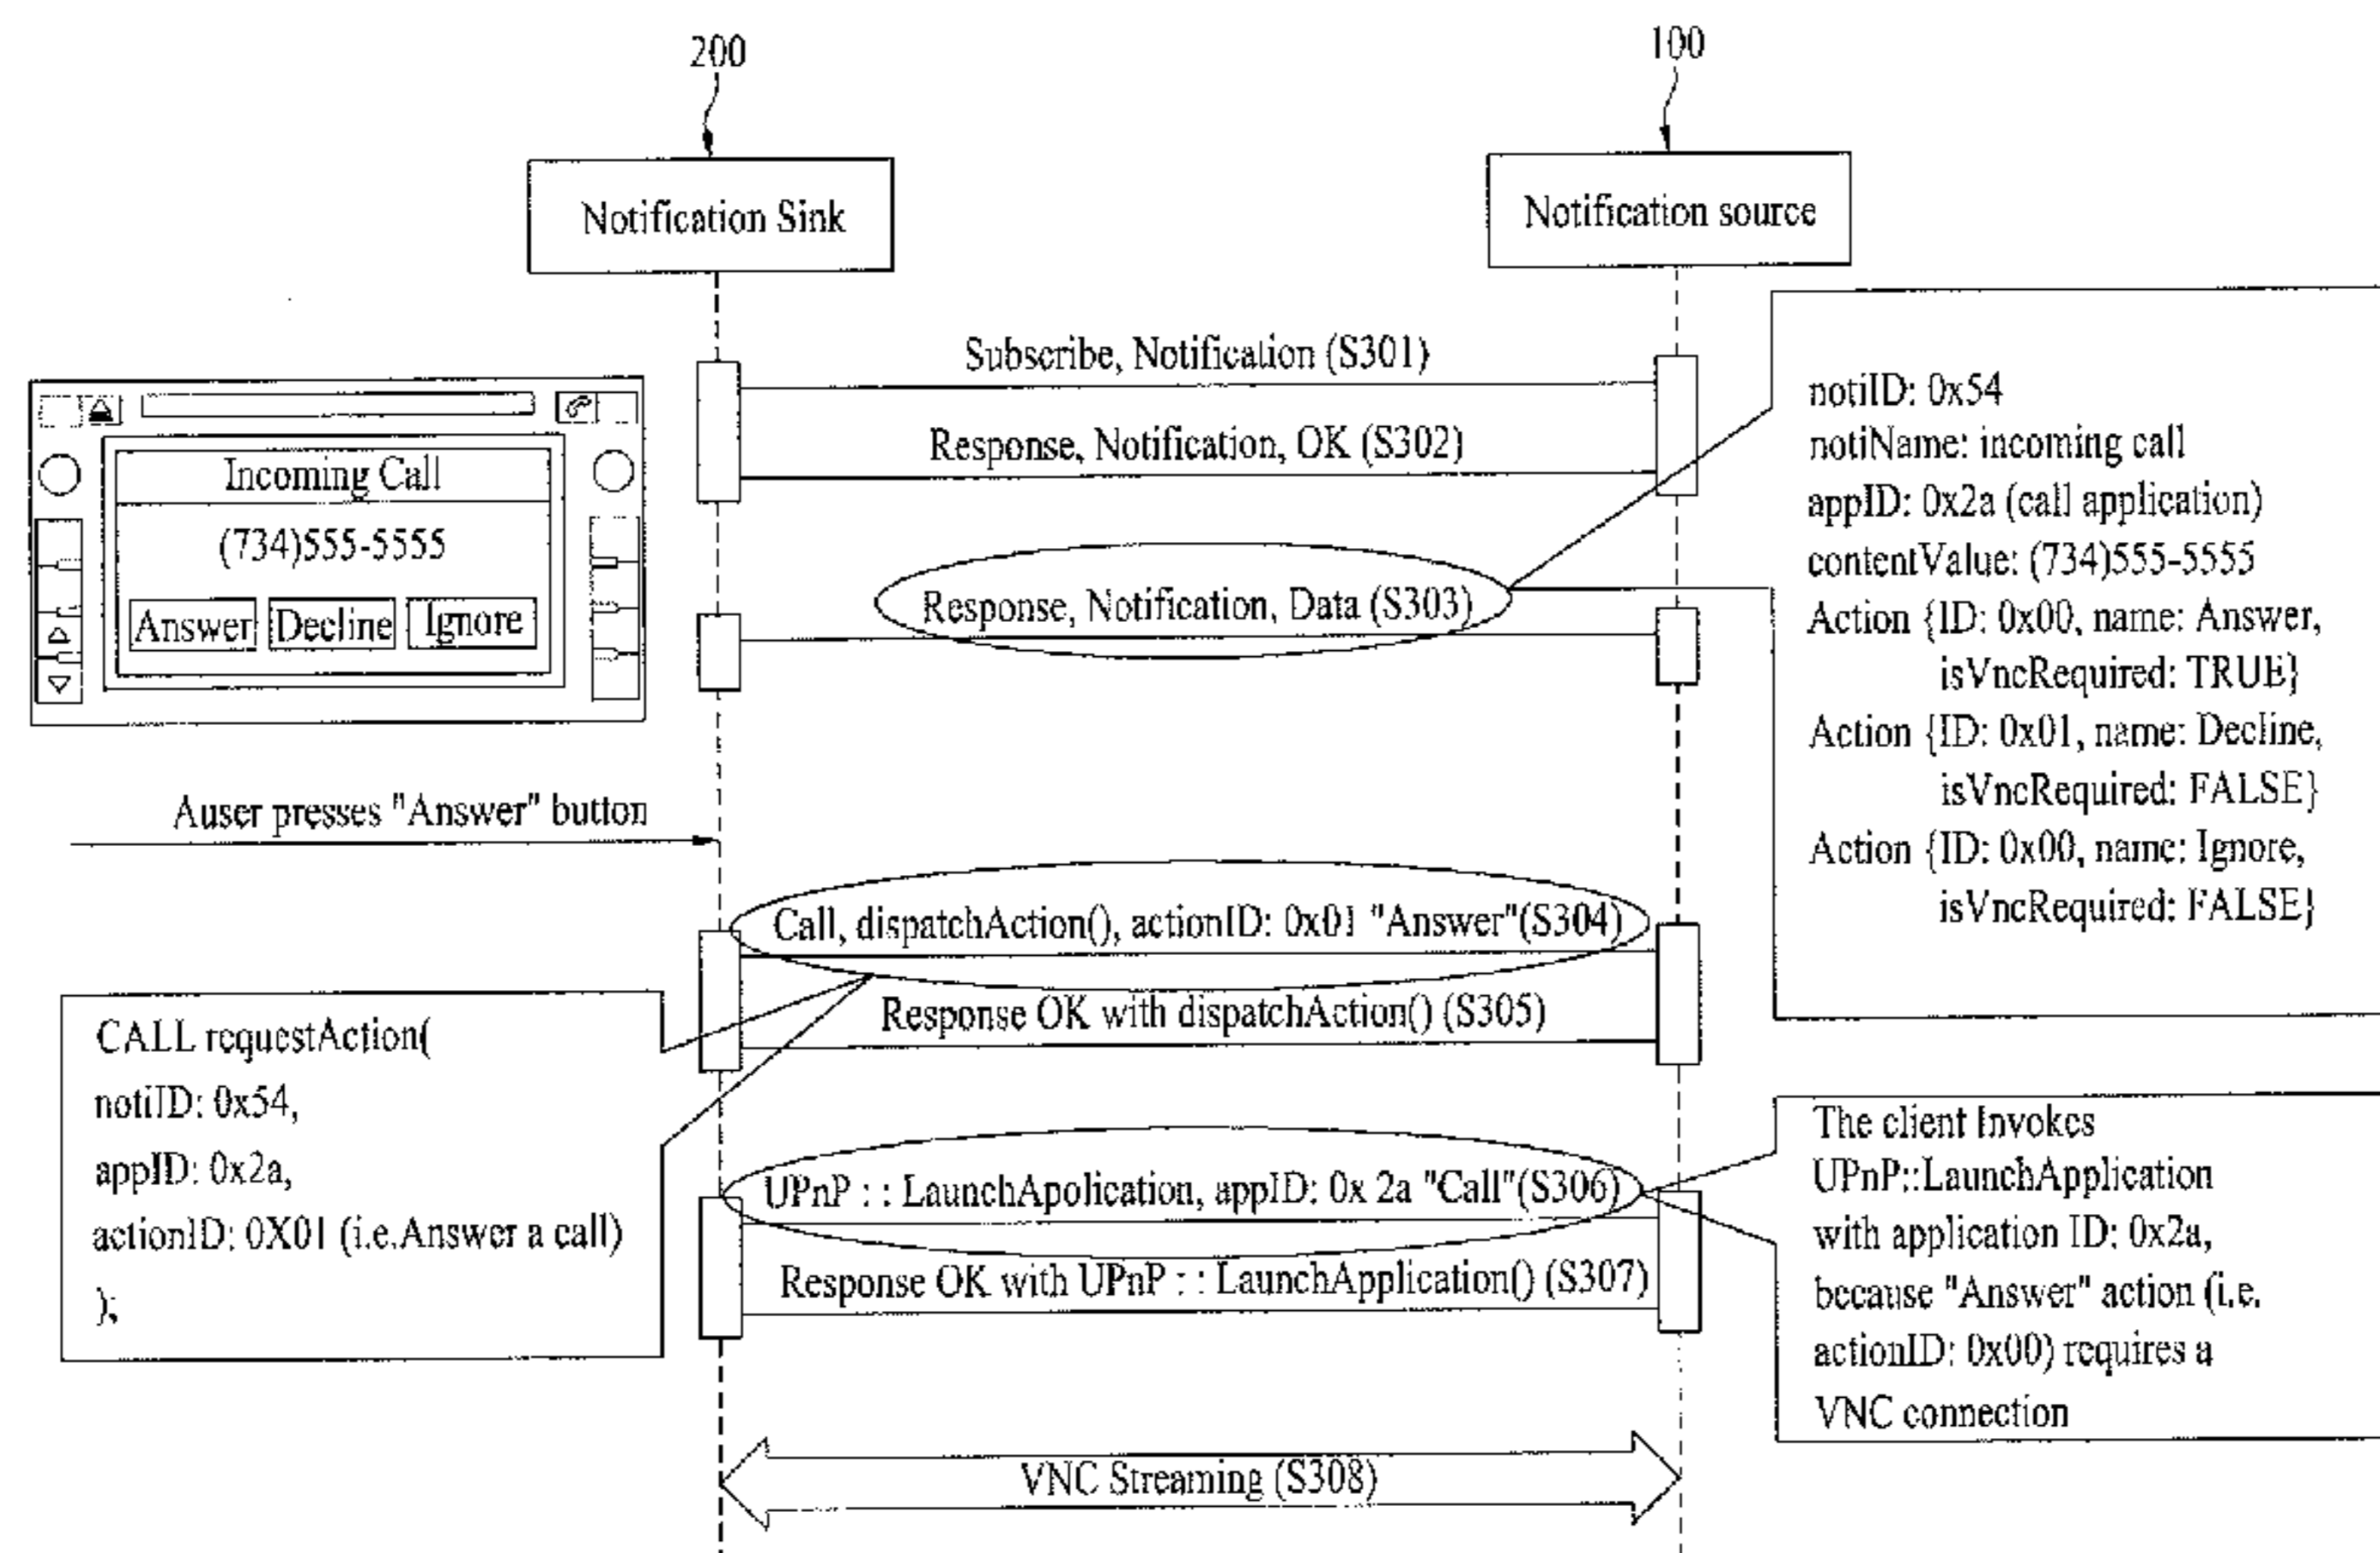 200
100
Notification Sink
Notification source
Subscribe, Notification (S301)
Response, Notification, OK (S302)
Response, Notification, Data (S303)
Incoming Call
(734)555-5555
Answer
Decline
Ignore
notiID: 0x54
notiName: incoming call
appID: 0x2a (call application)
contentValue: (734)555-5555
Action {ID: 0x00, name: Answer,
isVncRequired: TRUE}
Action {ID: 0x01, name: Decline,
isVncRequired: FALSE}
Action {ID: 0x00, name: Ignore,
isVncRequired: FALSE}
Auser presses "Answer" button
Call, dispatchAction(), actionID: 0x01 "Answer"(S304)
Response OK with dispatchAction() (S305)
CALL requestAction(
notiID: 0x54,
appID: 0x2a,
actionID: 0X01 (i.e.Answer a call)
);
UPnP : : LaunchApolication, appID: 0x 2a "Call"(S306)
Response OK with UPnP : : LaunchApplication() (S307)
The client Invokes
UPnP::LaunchApplication
with application ID: 0x2a,
because "Answer" action (i.e.
actionID: 0x00) requires a
VNC connection
VNC Streaming (S308)